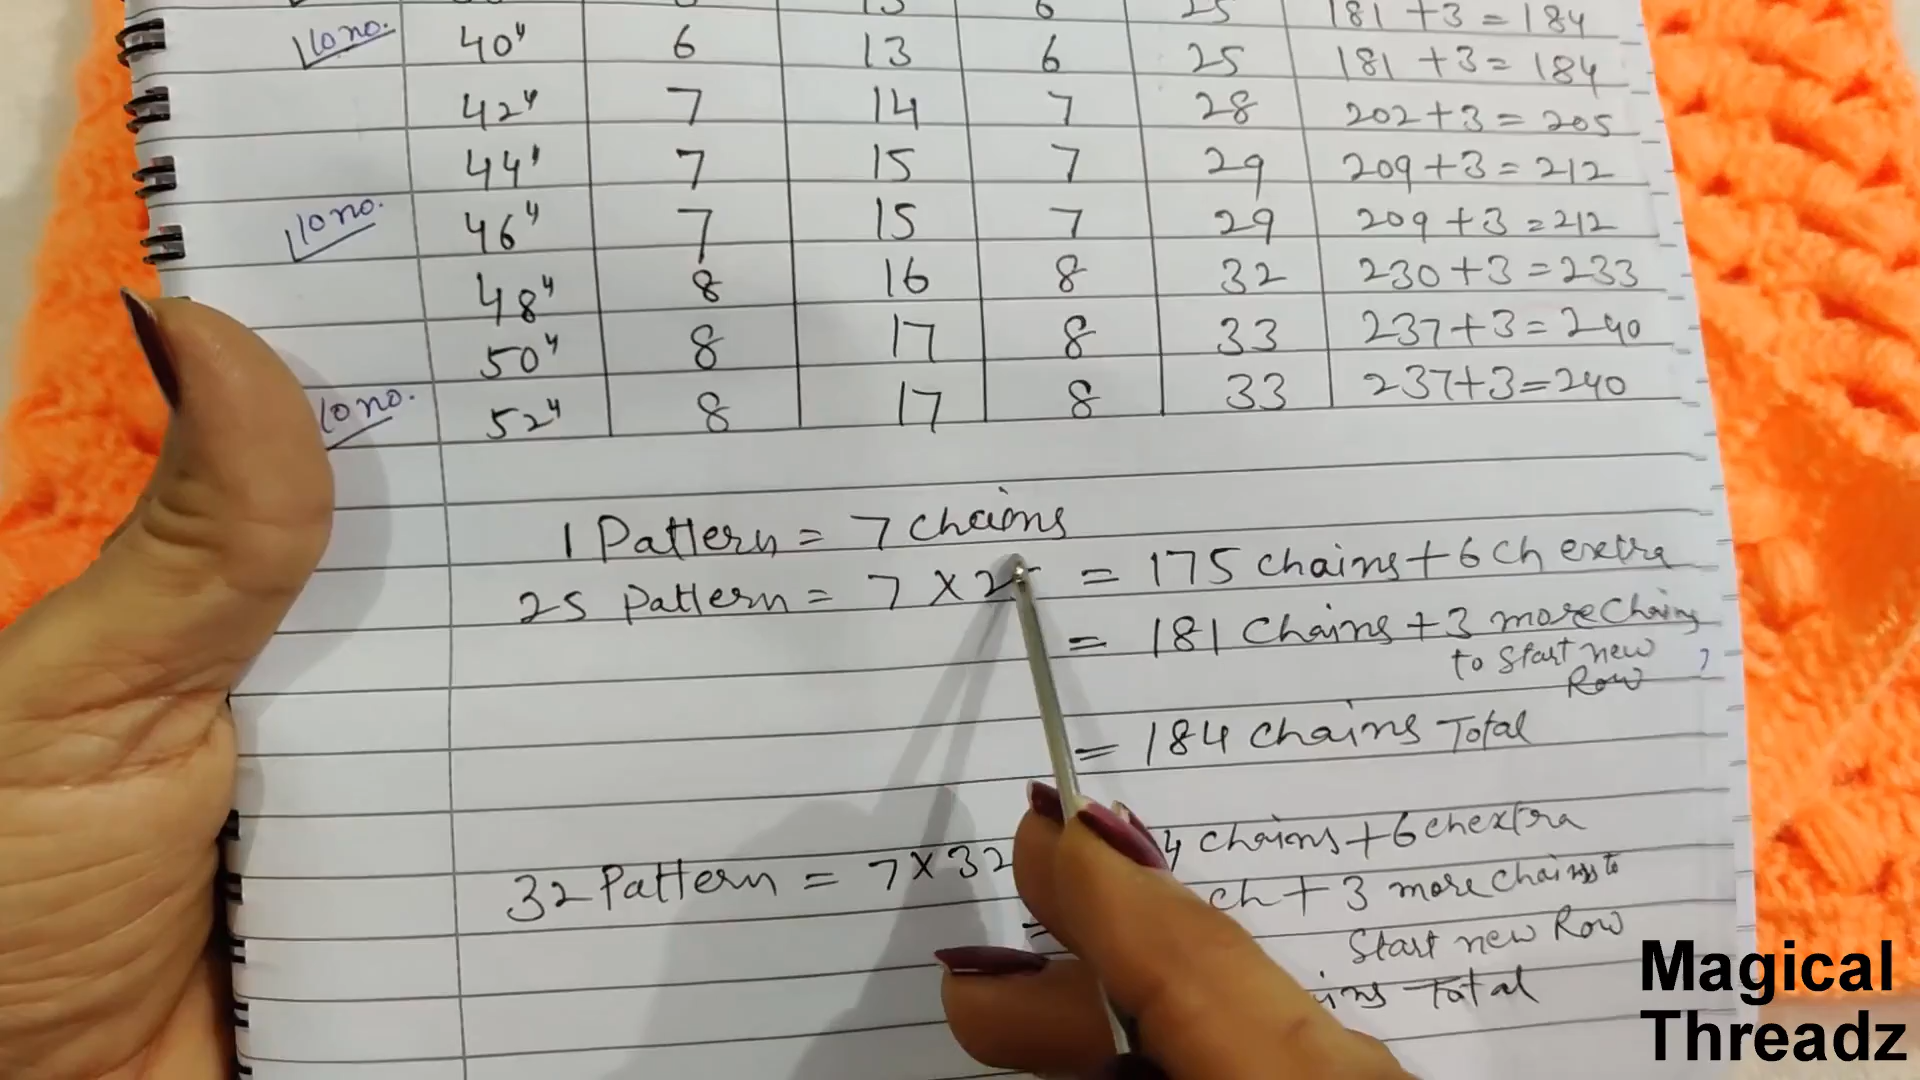 13 6 25 181 + 3 = 184
10 no. 40" 6 13 6 25 181 + 3 = 184
42" 7 14 7 28 202 + 3 = 205
44" 7 15 7 29 209 + 3 = 212
10 no. 46" 7 15 7 29 209 + 3 = 212
48" 8 16 8 32 230 + 3 = 233
50" 8 17 8 33 237 + 3 = 240
10 no. 52" 8 17 8 33 237 + 3 = 240
1 Pattern = 7 chains
25 Pattern = 7 X 25 = 175 chains + 6 ch extra
= 181 chains + 3 more chains
to start new
Row
= 184 chains Total
32 Pattern = 7 X 32 4 chains + 6 ch extra
= ch + 3 more chains to
start new Row
Total
Magical
Threadz